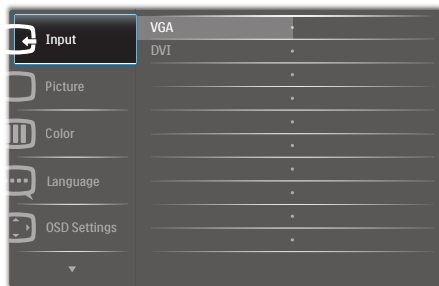 Input
VGA
DVI
Picture
Color
Language
OSD Settings